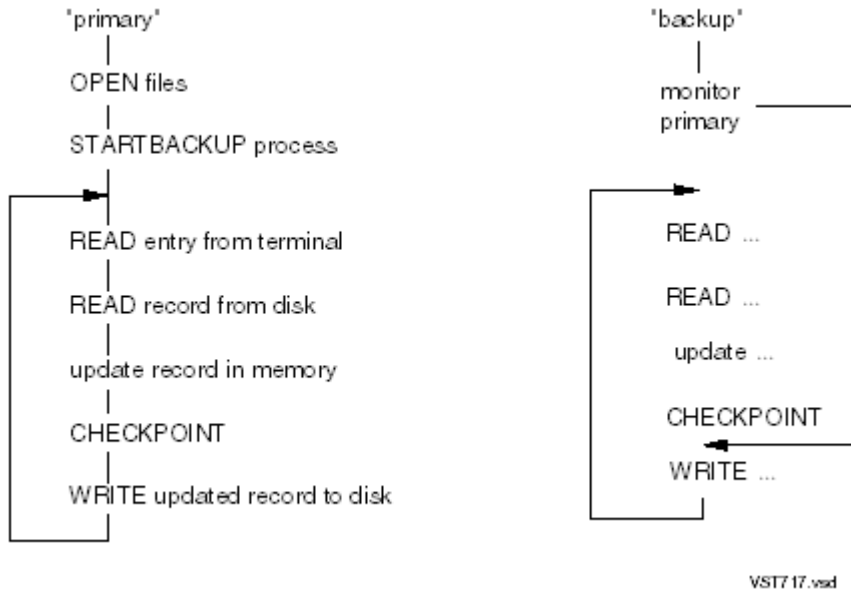 'primary'
OPEN files
STARTBACKUP process
READ entry from terminal
READ record from disk
update record in memory
CHECKPOINT
WRITE updated record to disk
'backup'
monitor
primary
READ ...
READ ...
update ...
CHECKPOINT
WRITE ...
VST717.vsd